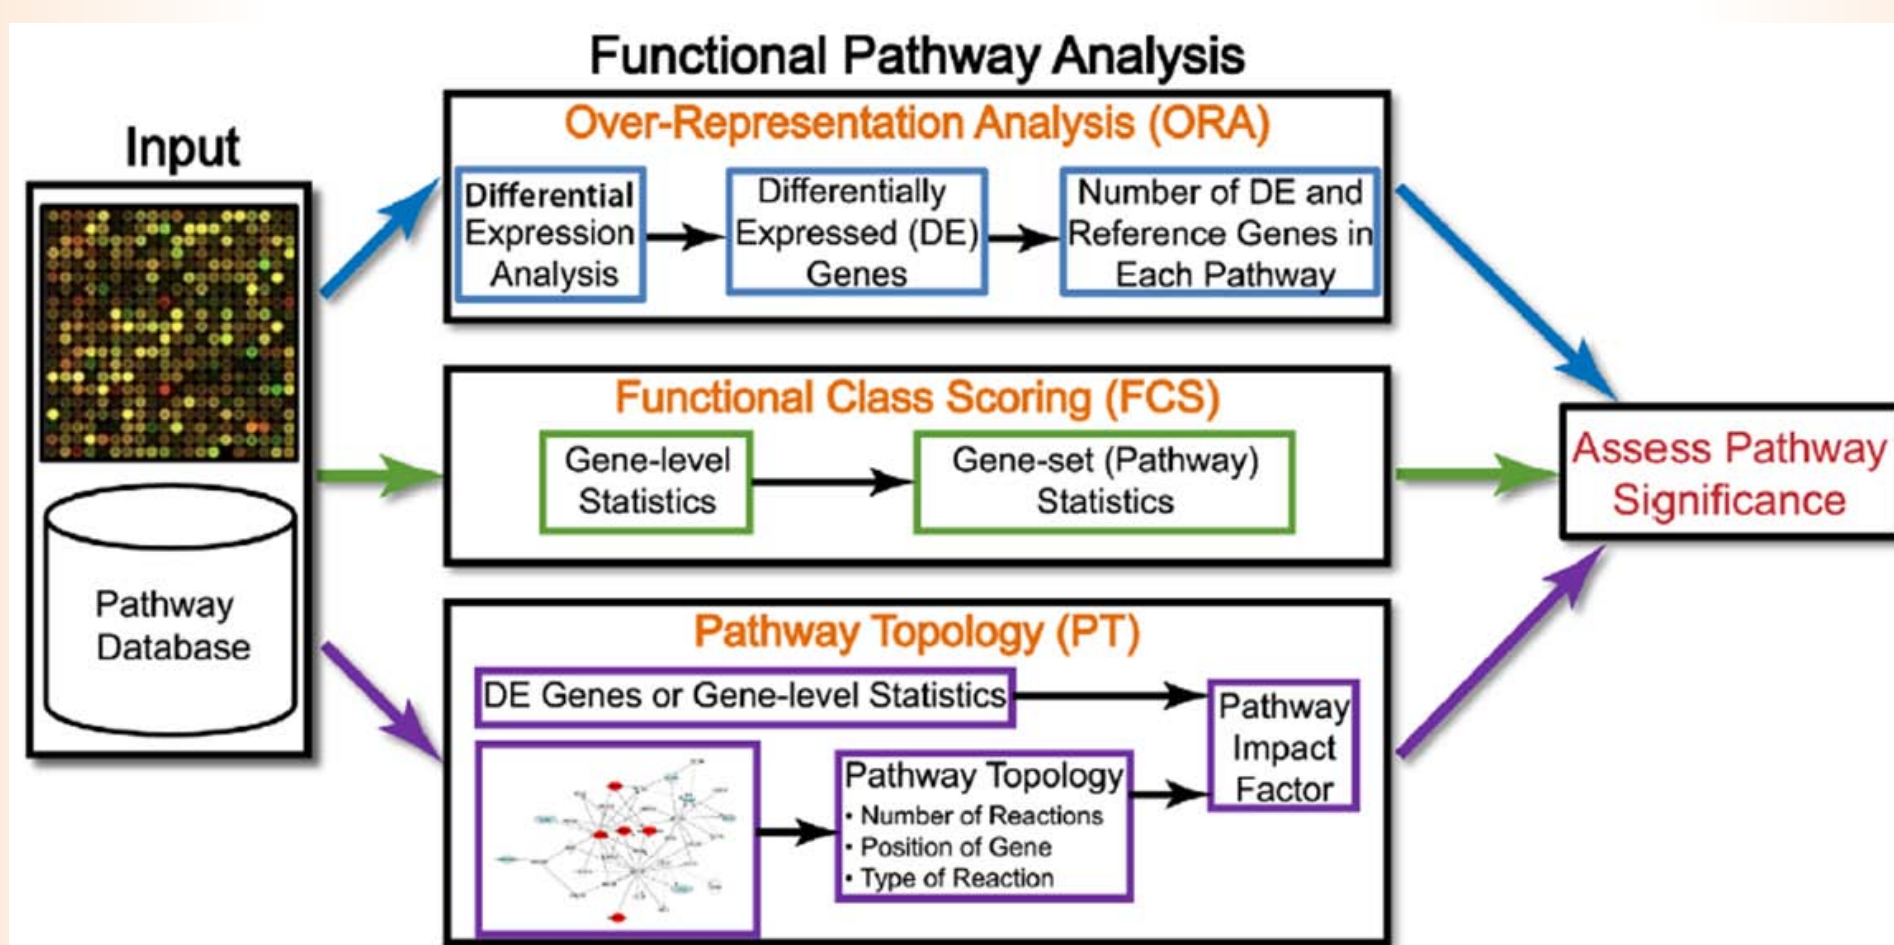 Functional Pathway Analysis
Input
Pathway
Database
Over-Representation Analysis (ORA)
Differential
Expression
Analysis
Differentially
Expressed (DE)
Genes
Number of DE and
Reference Genes in
Each Pathway
Functional Class Scoring (FCS)
Gene-level
Statistics
Gene-set (Pathway)
Statistics
Pathway Topology (PT)
DE Genes or Gene-level Statistics
Pathway Topology
• Number of Reactions
• Position of Gene
• Type of Reaction
Pathway
Impact
Factor
Assess Pathway
Significance